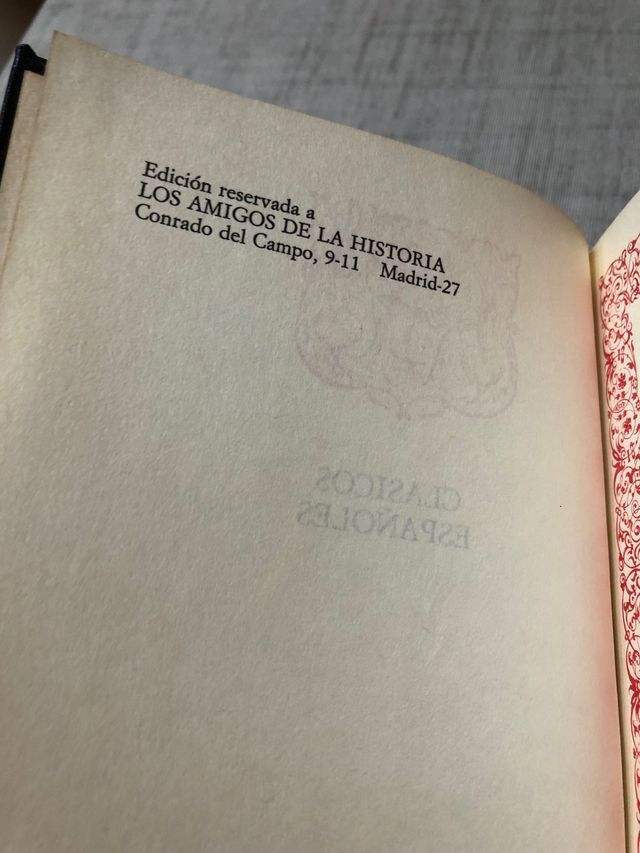 Edición reservada a
LOS AMIGOS DE LA HISTORIA
Conrado del Campo, 9-11 Madrid-27
CLASICOS
ESPAÑOLES